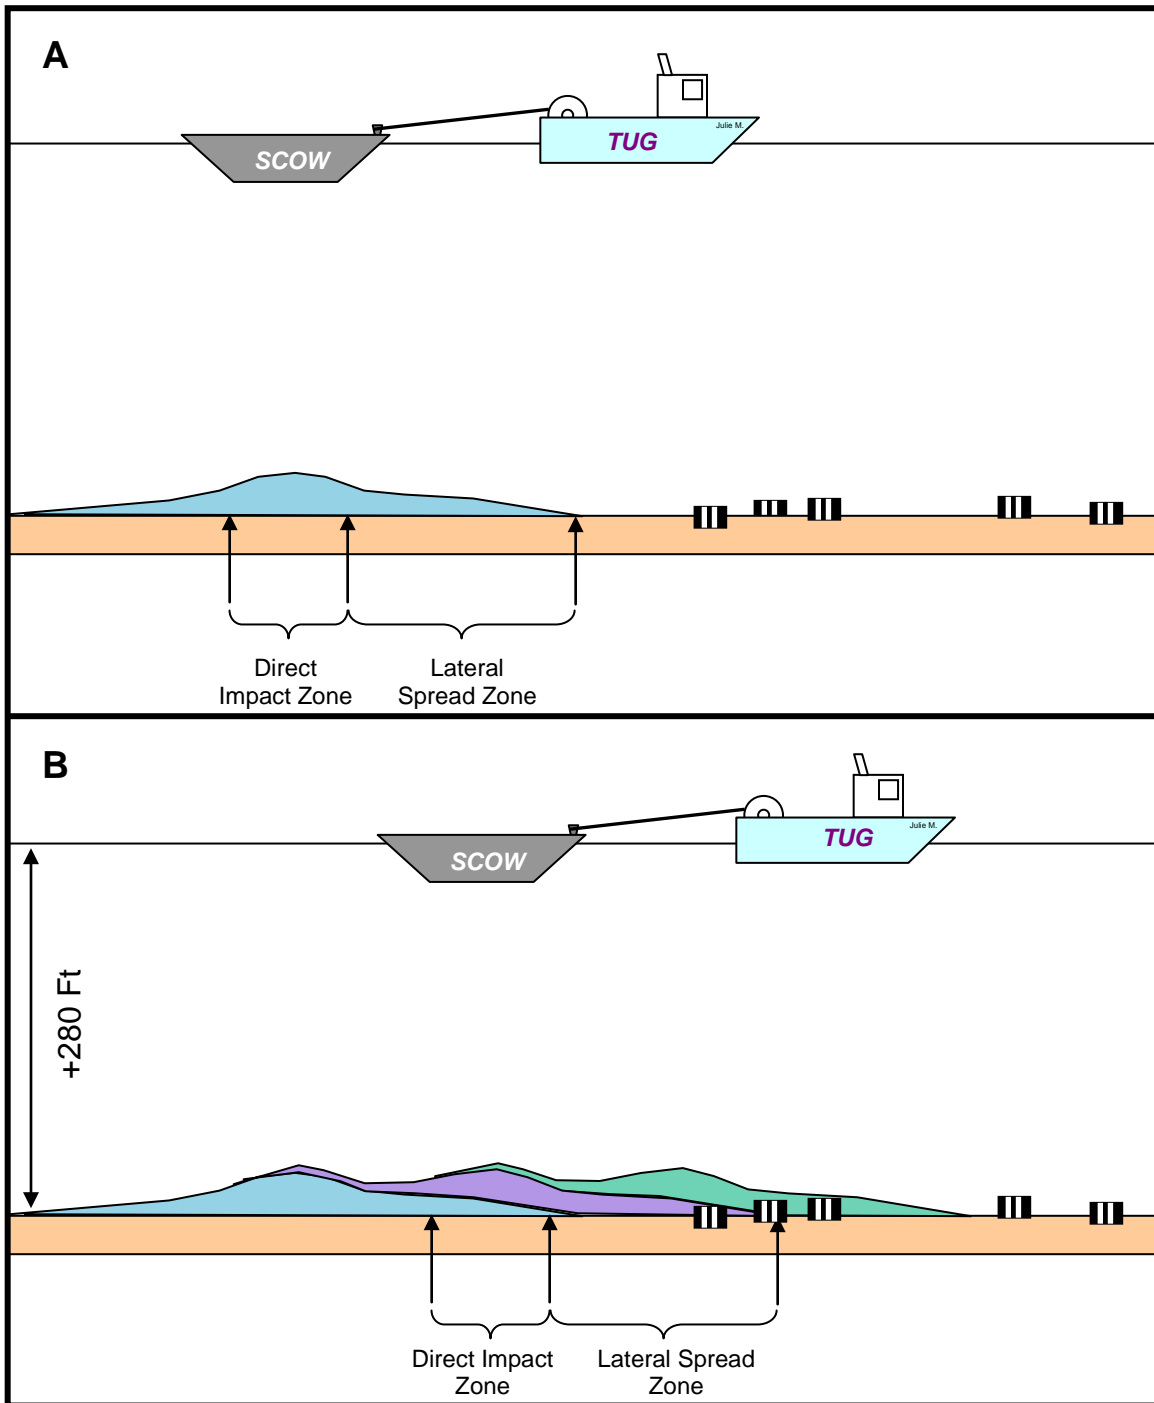 A
Julie M.
TUG
SCOW
Direct
Impact Zone
Lateral
Spread Zone
B
Julie M.
TUG
SCOW
+280 Ft
Direct Impact
Zone
Lateral Spread
Zone